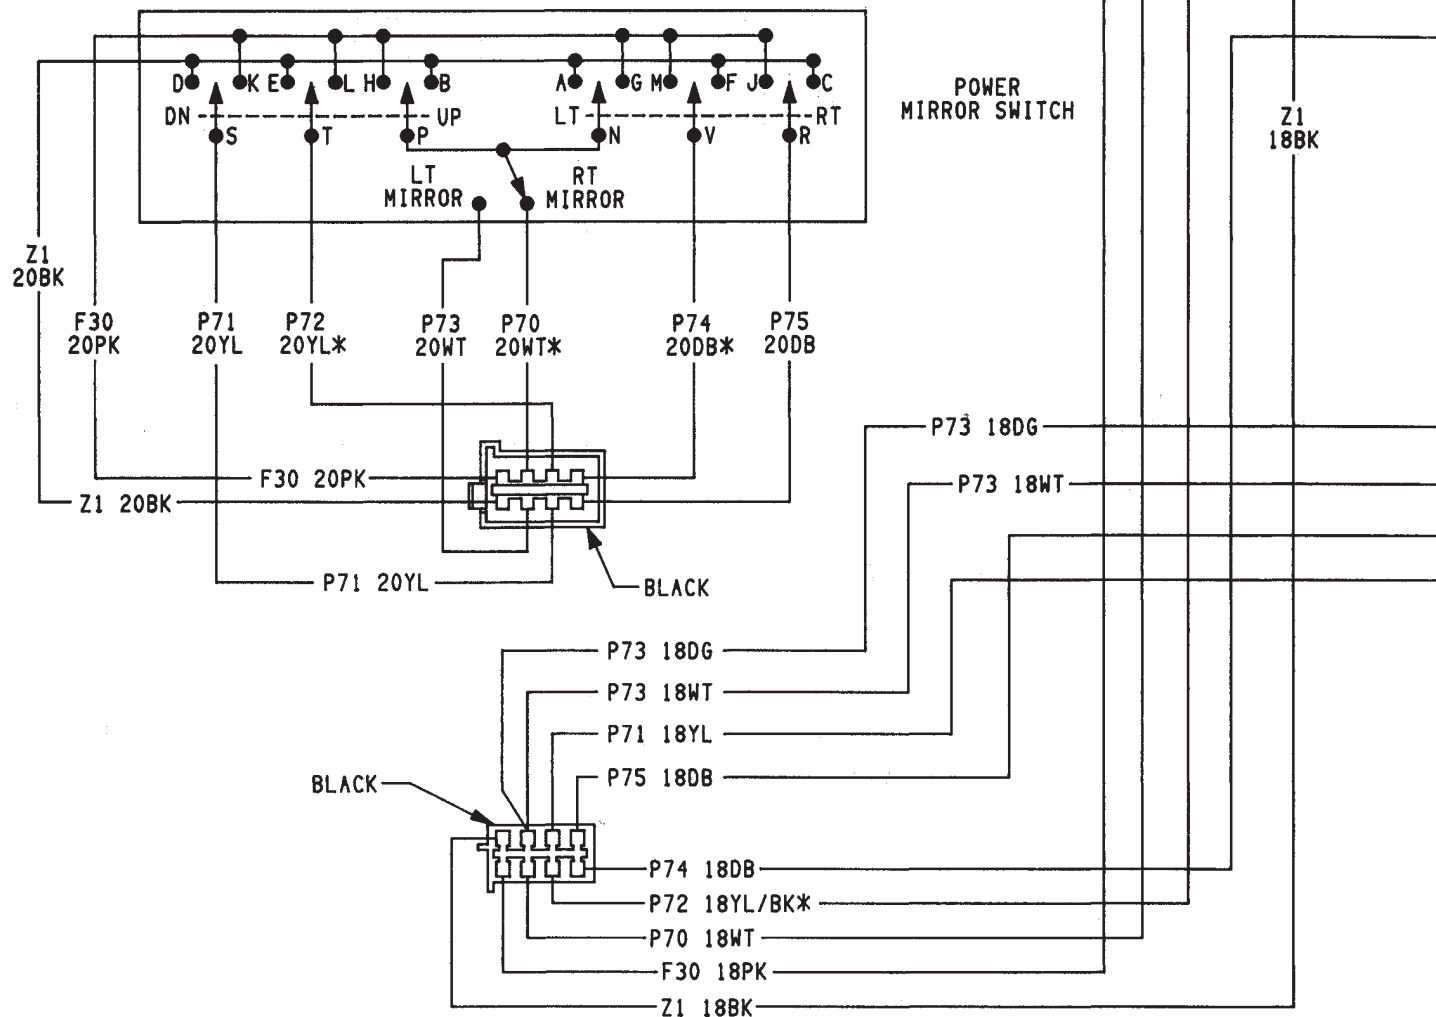 D K E L H B A G M F J C
DN UP LT RT
S T P N V R
POWER
MIRROR SWITCH
LT
MIRROR
RT
MIRROR
Z1
18BK
Z1
20BK
F30
20PK
P71
20YL
P72
20YL*
P73
20WT
P70
20WT*
P74
20DB*
P75
20DB
P73 18DG
F30 20PK
P73 18WT
Z1 20BK
P71 20YL
BLACK
P73 18DG
P73 18WT
P71 18YL
P75 18DB
BLACK
P74 18DB
P72 18YL/BK*
P70 18WT
F30 18PK
Z1 18BK